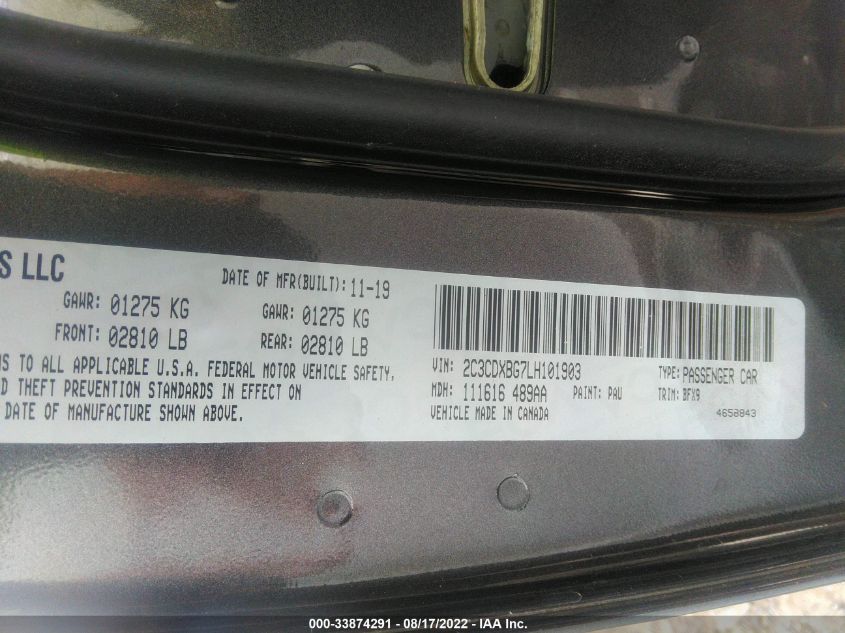 S LLC
DATE OF MFR(BUILT): 11-19
GAWR: 01275 KG GAWR: 01275 KG
FRONT: 02810 LB REAR: 02810 LB
MS TO ALL APPLICABLE U.S.A. FEDERAL MOTOR VEHICLE SAFETY,
D THEFT PREVENTION STANDARDS IN EFFECT ON
DATE OF MANUFACTURE SHOWN ABOVE.
VIN: 2C3CDXBG7LH101903 TYPE: PASSENGER CAR
MDH: 111616 489AA PAINT: PAU TRIM: BFX9
VEHICLE MADE IN CANADA 4658843
000-33874291 - 08/17/2022 - IAA Inc.